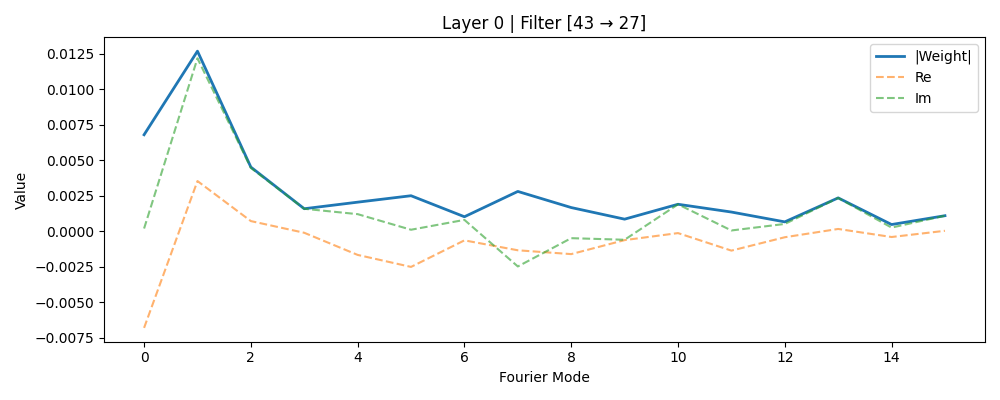 Layer 0 | Filter [43 → 27]
0.0125
0.0100
0.0075
0.0050
0.0025
0.0000
−0.0025
−0.0050
−0.0075
Value
|Weight|
Re
Im
0 2 4 6 8 10 12 14
Fourier Mode